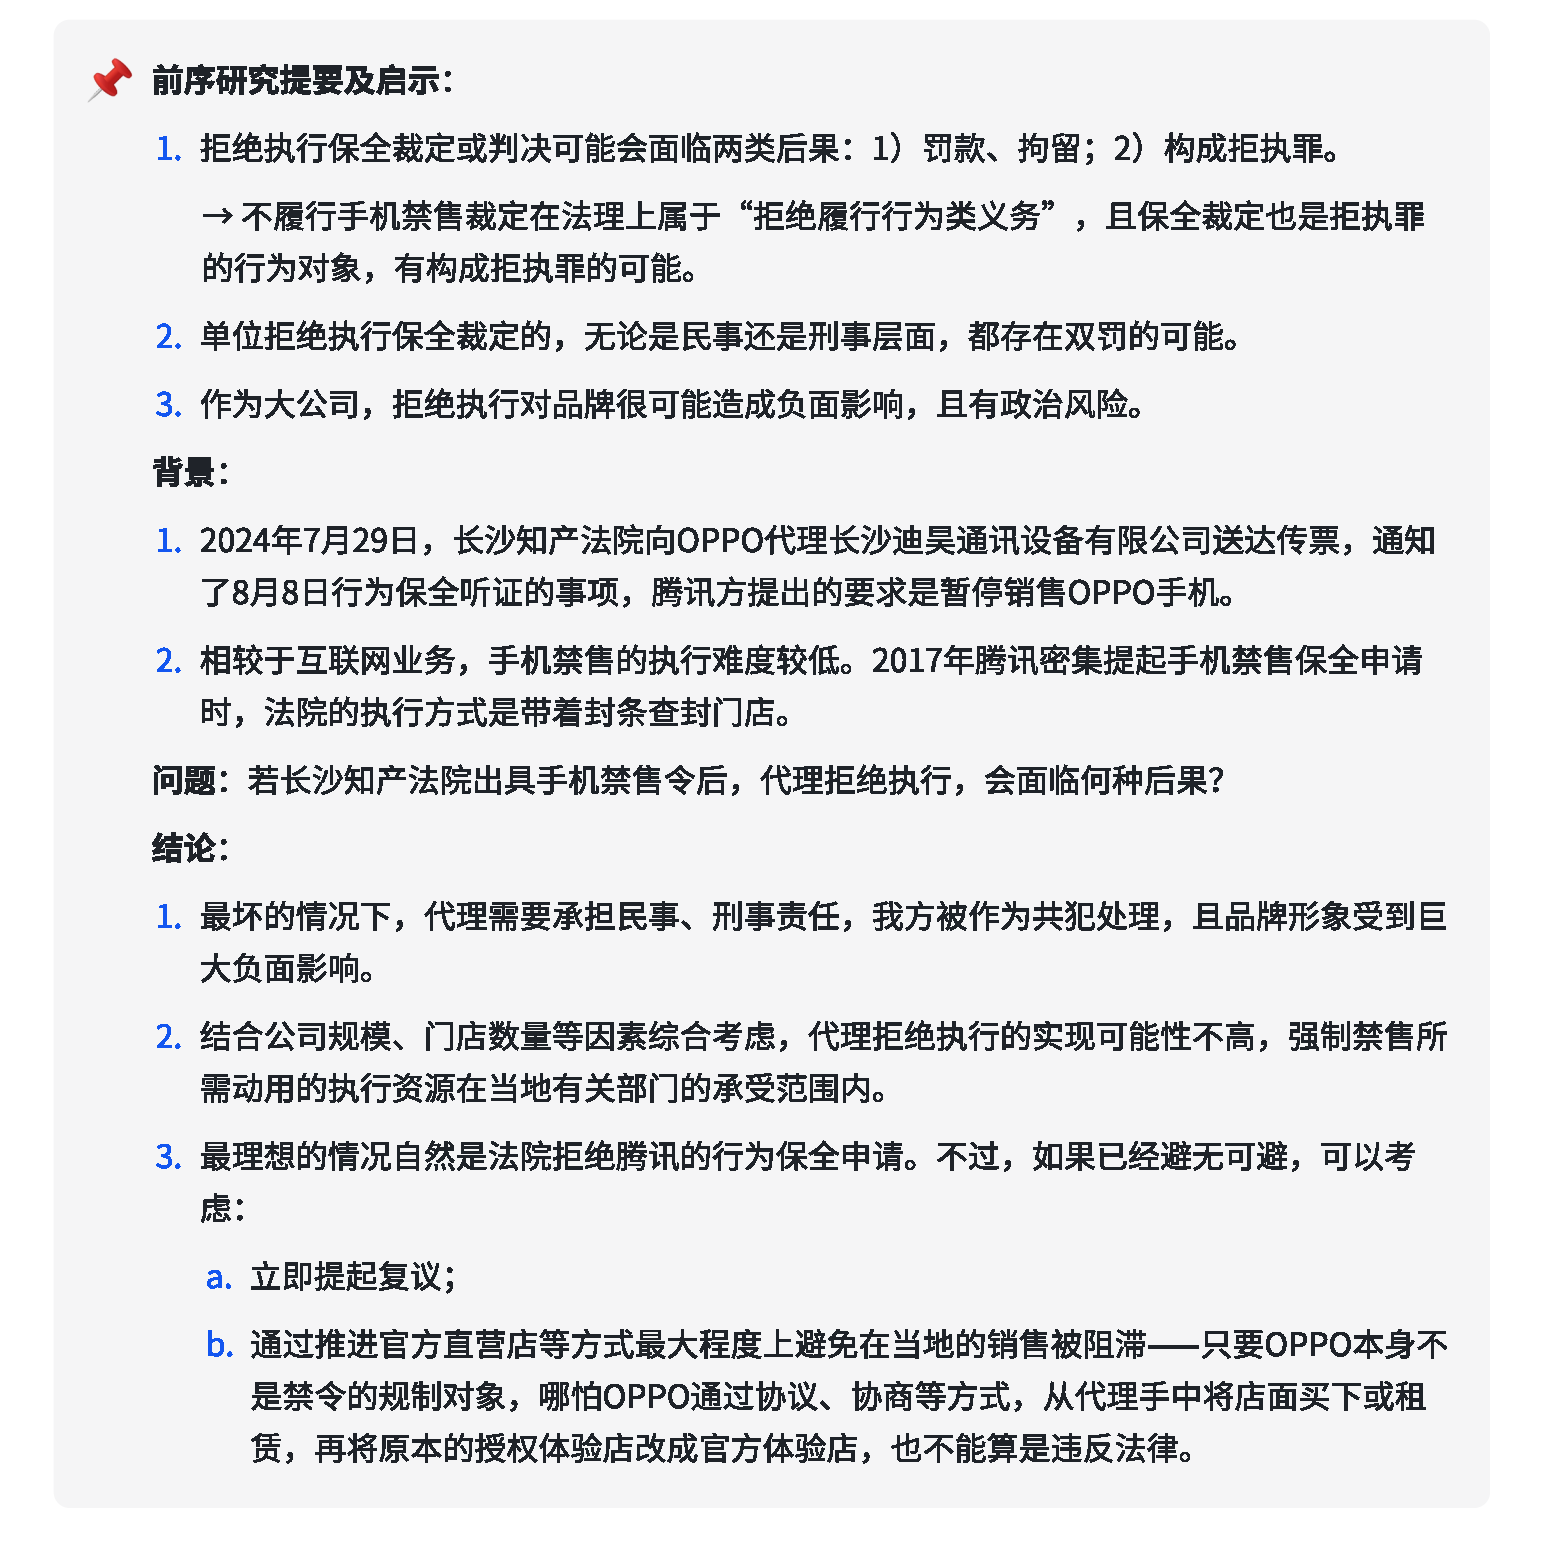 前序研究提要及启示：
1. 拒绝执行保全裁定或判决可能会面临两类后果：1）罚款、拘留；2）构成拒执罪。
→ 不履行手机禁售裁定在法理上属于“拒绝履行行为类义务”，且保全裁定也是拒执罪
的行为对象，有构成拒执罪的可能。
2. 单位拒绝执行保全裁定的，无论是民事还是刑事层面，都存在双罚的可能。
3. 作为大公司，拒绝执行对品牌很可能造成负面影响，且有政治风险。
背景：
1. 2024年7月29日，长沙知产法院向OPPO代理长沙迪昊通讯设备有限公司送达传票，通知
了8月8日行为保全听证的事项，腾讯方提出的要求是暂停销售OPPO手机。
2. 相较于互联网业务，手机禁售的执行难度较低。2017年腾讯密集提起手机禁售保全申请
时，法院的执行方式是带着封条查封门店。
问题：若长沙知产法院出具手机禁售令后，代理拒绝执行，会面临何种后果？
结论：
1. 最坏的情况下，代理需要承担民事、刑事责任，我方被作为共犯处理，且品牌形象受到巨
大负面影响。
2. 结合公司规模、门店数量等因素综合考虑，代理拒绝执行的实现可能性不高，强制禁售所
需动用的执行资源在当地有关部门的承受范围内。
3. 最理想的情况自然是法院拒绝腾讯的行为保全申请。不过，如果已经避无可避，可以考
虑：
a. 立即提起复议；
b. 通过推进官方直营店等方式最大程度上避免在当地的销售被阻滞——只要OPPO本身不
是禁令的规制对象，哪怕OPPO通过协议、协商等方式，从代理手中将店面买下或租
赁，再将原本的授权体验店改成官方体验店，也不能算是违反法律。